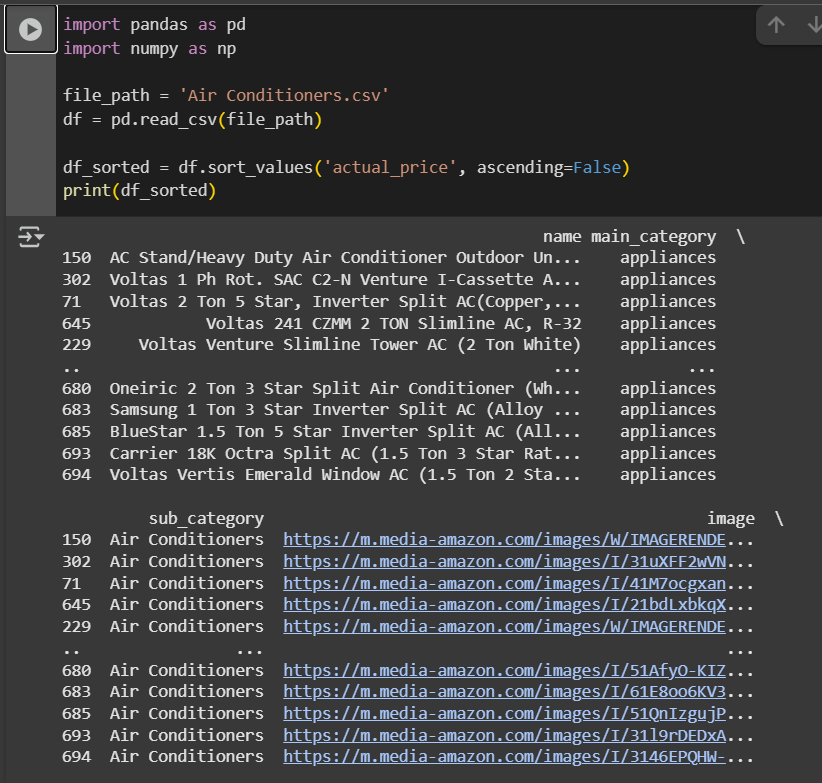 import pandas as pd
import numpy as np
file_path = 'Air Conditioners.csv'
df = pd.read_csv(file_path)
df_sorted = df.sort_values('actual_price', ascending=False)
print(df_sorted)
name main_category \
150 AC Stand/Heavy Duty Air Conditioner Outdoor Un... appliances
302 Voltas 1 Ph Rot. SAC C2-N Venture I-Cassette A... appliances
71 Voltas 2 Ton 5 Star, Inverter Split AC(Copper,... appliances
645 Voltas 241 CZMM 2 TON Slimline AC, R-32 appliances
229 Voltas Venture Slimline Tower AC (2 Ton White) appliances
.. ... ...
680 Oneiric 2 Ton 3 Star Split Air Conditioner (Wh... appliances
683 Samsung 1 Ton 3 Star Inverter Split AC (Alloy ... appliances
685 BlueStar 1.5 Ton 5 Star Inverter Split AC (All... appliances
693 Carrier 18K Octra Split AC (1.5 Ton 3 Star Rat... appliances
694 Voltas Vertis Emerald Window AC (1.5 Ton 2 Sta... appliances
sub_category image \
150 Air Conditioners https://m.media-amazon.com/images/W/IMAGERENDE...
302 Air Conditioners https://m.media-amazon.com/images/I/31uXFF2wVN...
71 Air Conditioners https://m.media-amazon.com/images/I/41M7ocgxan...
645 Air Conditioners https://m.media-amazon.com/images/I/21bdLxbkqX...
229 Air Conditioners https://m.media-amazon.com/images/W/IMAGERENDE...
.. ... ...
680 Air Conditioners https://m.media-amazon.com/images/I/51AfyO-KIZ...
683 Air Conditioners https://m.media-amazon.com/images/I/61E8oo6KV3...
685 Air Conditioners https://m.media-amazon.com/images/I/51QnIzgujP...
693 Air Conditioners https://m.media-amazon.com/images/I/31l9rDEDxA...
694 Air Conditioners https://m.media-amazon.com/images/I/3146EPQHW-...